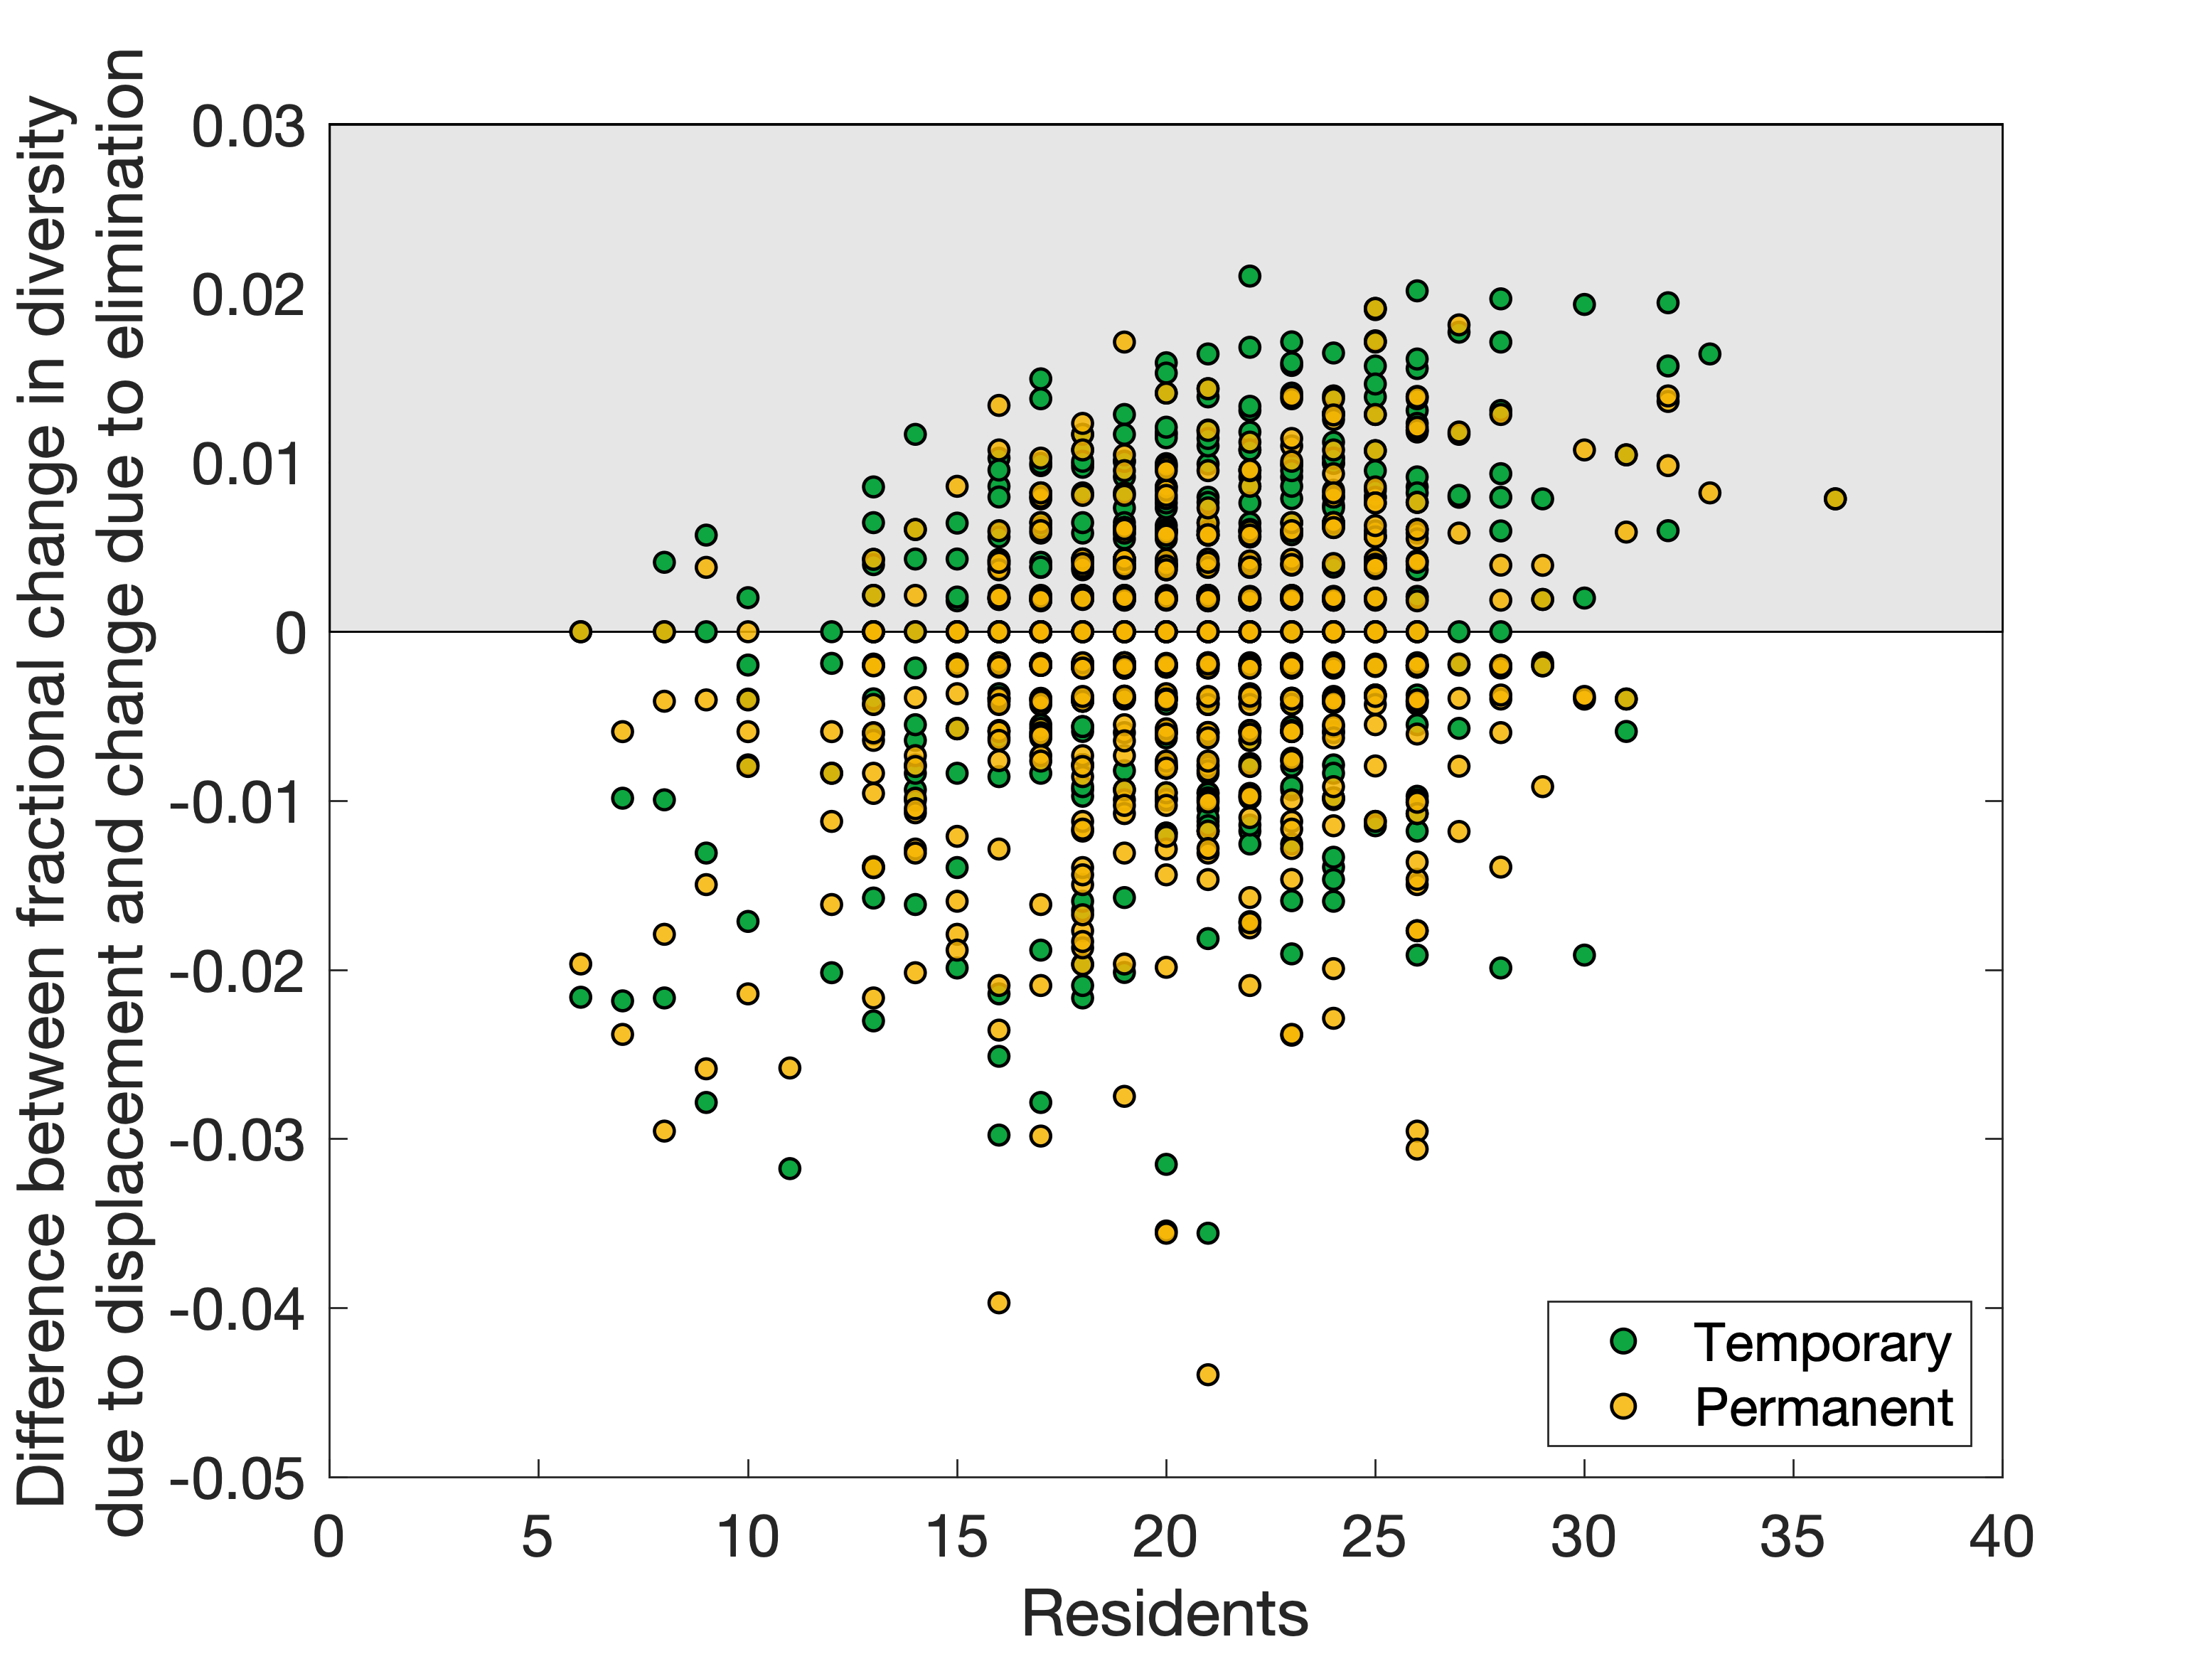 Difference between fractional change in diversity
due to displacement and change due to elimination
0.03
0.02
0.01
0
-0.01
-0.02
-0.03
-0.04
-0.05
0 5 10 15 20 25 30 35 40
Residents
Temporary
Permanent